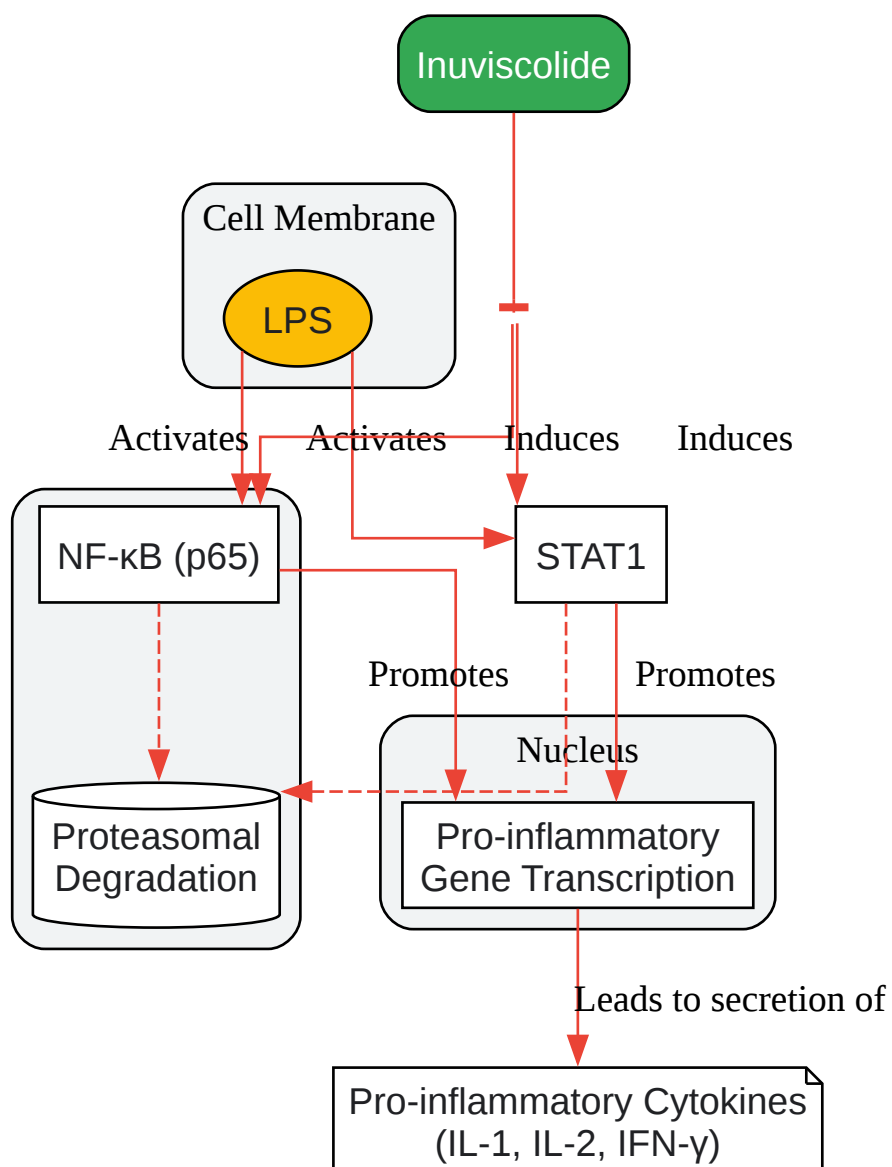 Inuviscolide
Cell Membrane
LPS
Activates
Activates
Induces
Induces
NF-κB (p65)
STAT1
Promotes
Promotes
Nucleus
Proteasomal
Degradation
Pro-inflammatory
Gene Transcription
Leads to secretion of
Pro-inflammatory Cytokines
(IL-1, IL-2, IFN-γ)